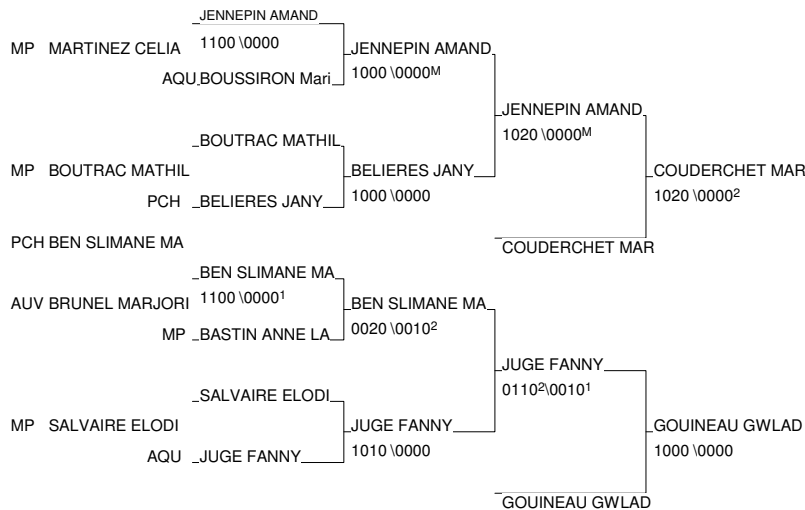 JENNEPIN AMAND
MP MARTINEZ CELIA 1100 \0000 JENNEPIN AMAND
AQU BOUSSIRON Mari 1000 \0000ᴹ
JENNEPIN AMAND
BOUTRAC MATHIL 1020 \0000ᴹ
MP BOUTRAC MATHIL BELIERES JANY COUDERCHET MAR
PCH BELIERES JANY 1000 \0000 1020 \0000²
PCH BEN SLIMANE MA COUDERCHET MAR
BEN SLIMANE MA
AUV BRUNEL MARJORI 1100 \0000¹ BEN SLIMANE MA
MP BASTIN ANNE LA 0020 \0010²
JUGE FANNY
SALVAIRE ELODI 0110²\0010¹
MP SALVAIRE ELODI JUGE FANNY GOUINEAU GWLAD
AQU JUGE FANNY 1010 \0000 1000 \0000
GOUINEAU GWLAD